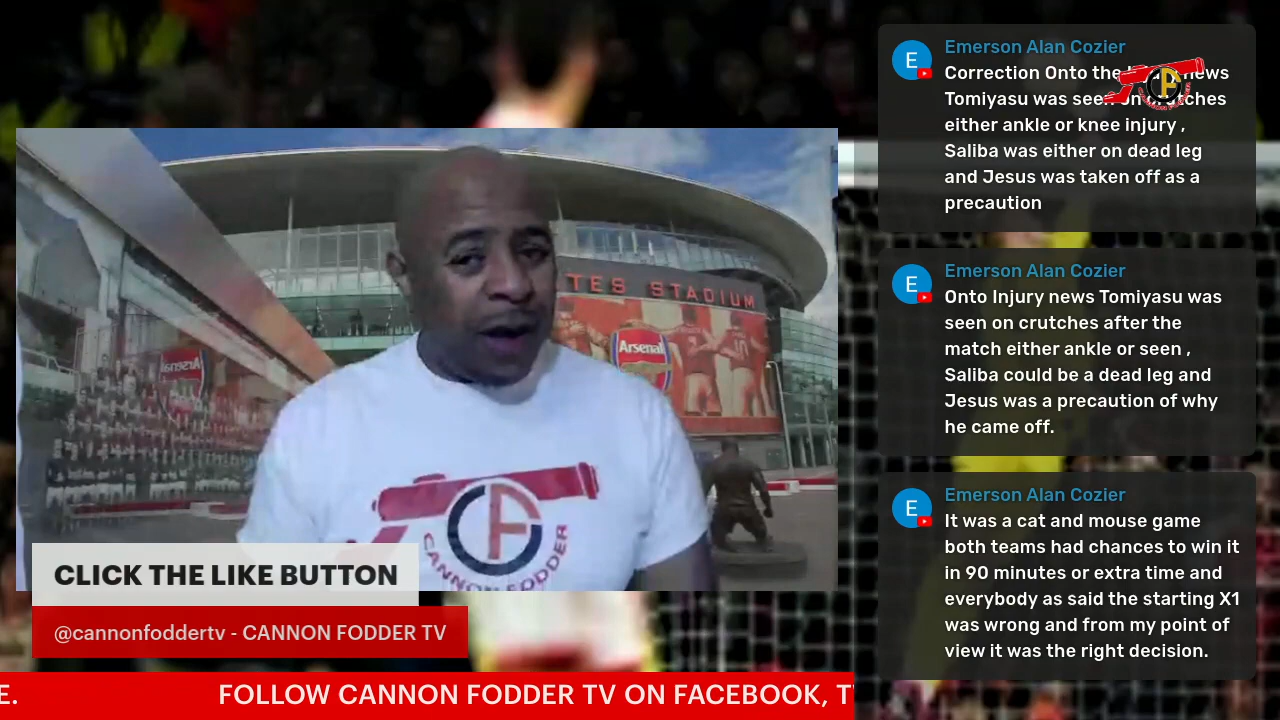 Emerson Alan Cozier
E
Correction Onto the news
Tomiyasu was seen on crutches
either ankle or knee injury ,
Saliba was either on dead leg
and Jesus was taken off as a
precaution
Emerson Alan Cozier
E
Onto Injury news Tomiyasu was
seen on crutches after the
match either ankle or seen ,
Saliba could be a dead leg and
Jesus was a precaution of why
he came off.
Emerson Alan Cozier
E
It was a cat and mouse game
both teams had chances to win it
in 90 minutes or extra time and
everybody as said the starting X1
was wrong and from my point of
view it was the right decision.
TES STADIUM
Arsenal
Arsenal
CF
CANNON FODDER
CLICK THE LIKE BUTTON
@cannonfoddertv - CANNON FODDER TV
E. FOLLOW CANNON FODDER TV ON FACEBOOK, T